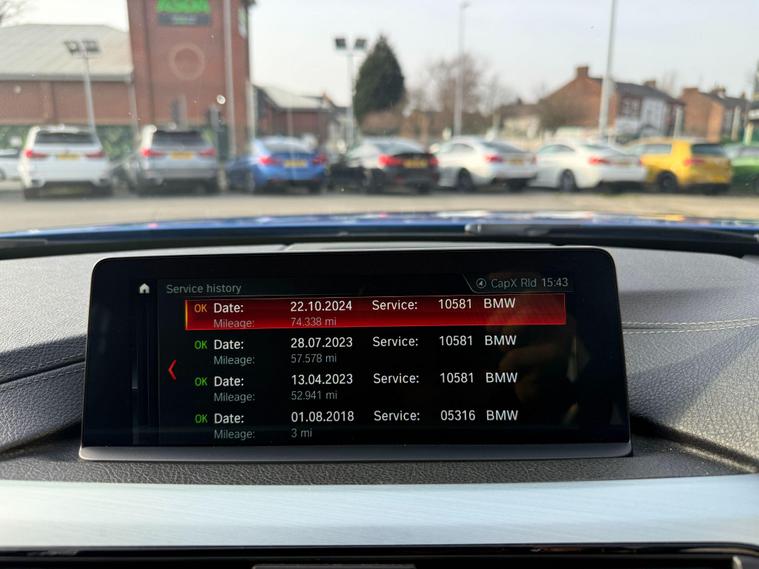 ASDA
Service history
CapX Rld 15:43
OK Date: 22.10.2024 Service: 10581 BMW
Mileage: 74.338 mi
OK Date: 28.07.2023 Service: 10581 BMW
Mileage: 57.578 mi
OK Date: 13.04.2023 Service: 10581 BMW
Mileage: 52.941 mi
OK Date: 01.08.2018 Service: 05316 BMW
Mileage: 3 mi